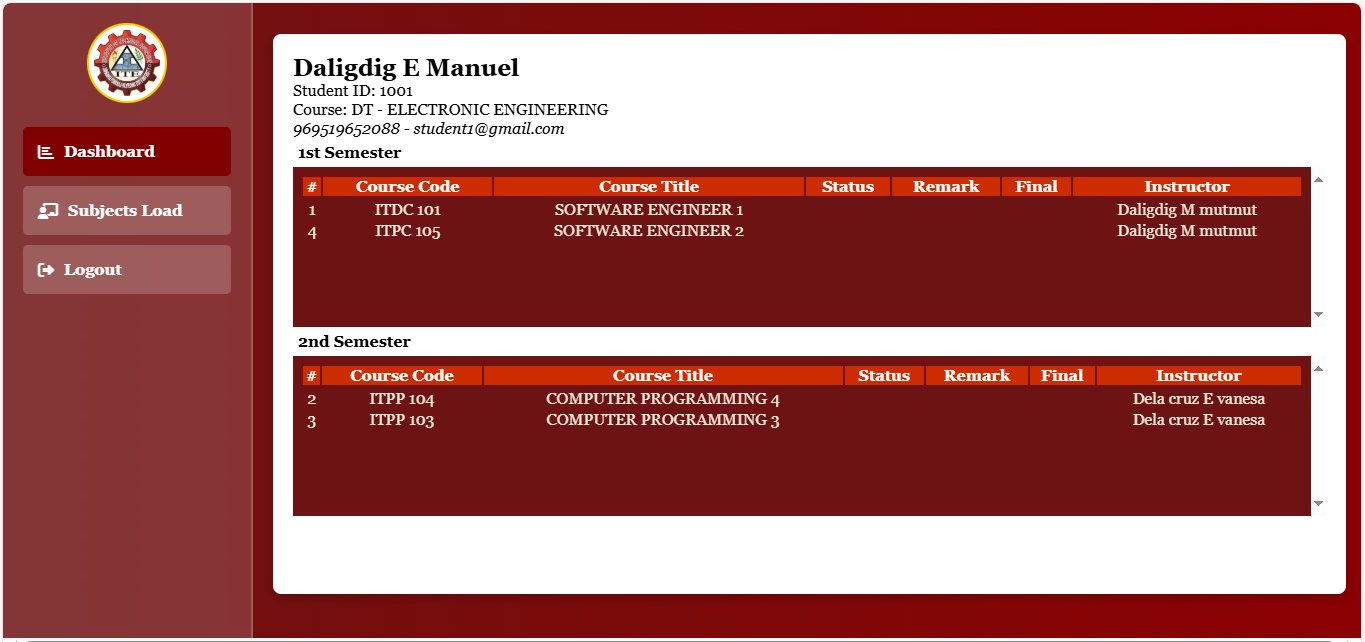 ITE
Dashboard
Subjects Load
Logout
Daligdig E Manuel
Student ID: 1001
Course: DT - ELECTRONIC ENGINEERING
969519652088 - student1@gmail.com
1st Semester
# Course Code Course Title Status Remark Final Instructor
1 ITDC 101 SOFTWARE ENGINEER 1 Daligdig M mutmut
4 ITPC 105 SOFTWARE ENGINEER 2 Daligdig M mutmut
2nd Semester
# Course Code Course Title Status Remark Final Instructor
2 ITPP 104 COMPUTER PROGRAMMING 4 Dela cruz E vanesa
3 ITPP 103 COMPUTER PROGRAMMING 3 Dela cruz E vanesa